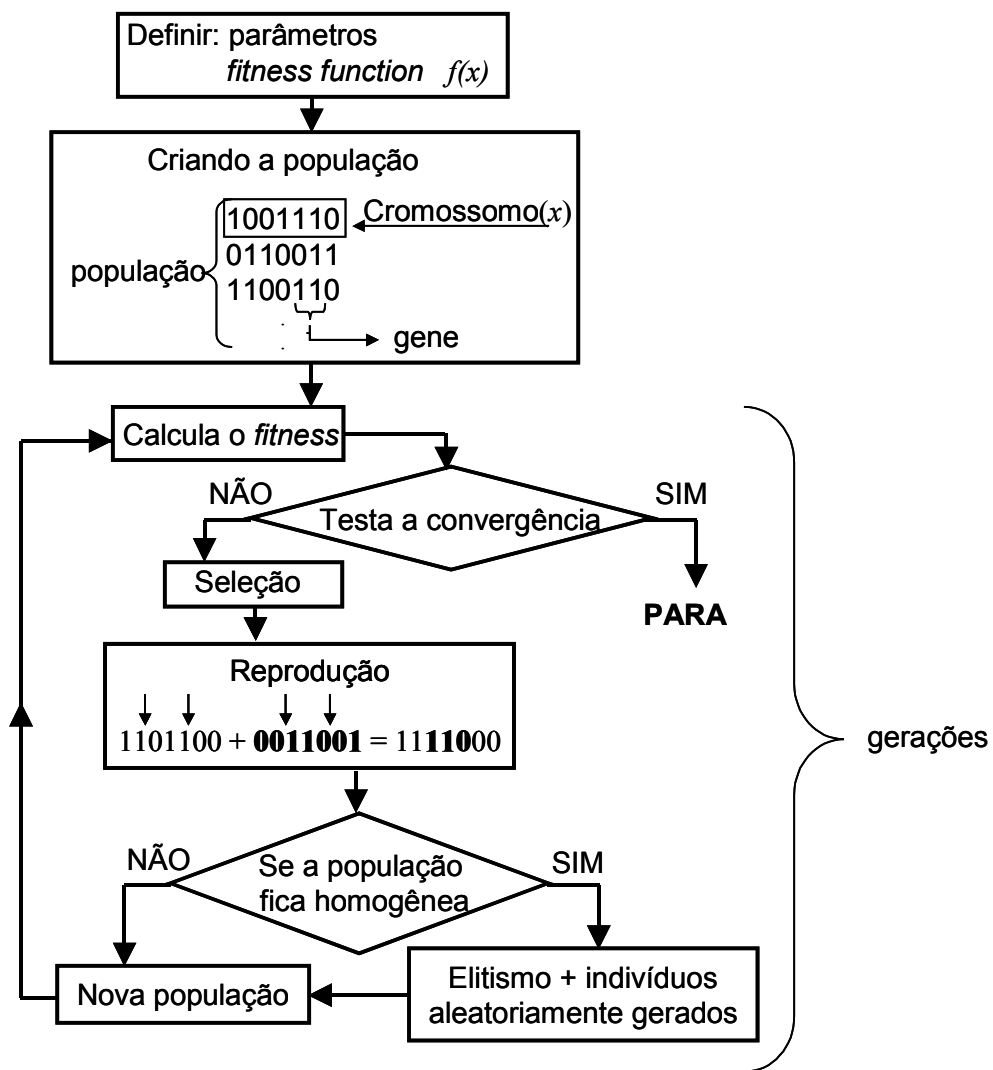 Definir: parâmetros
fitness function f(x)
Criando a população
1001110
Cromossomo(x)
0110011
população
1100110
gene
Calcula o fitness
NÃO
SIM
Testa a convergência
Seleção
PARA
Reprodução
1101100 + 0011001 = 1111000
gerações
NÃO
SIM
Se a população
fica homogênea
Nova população
Elitismo + indivíduos
aleatoriamente gerados